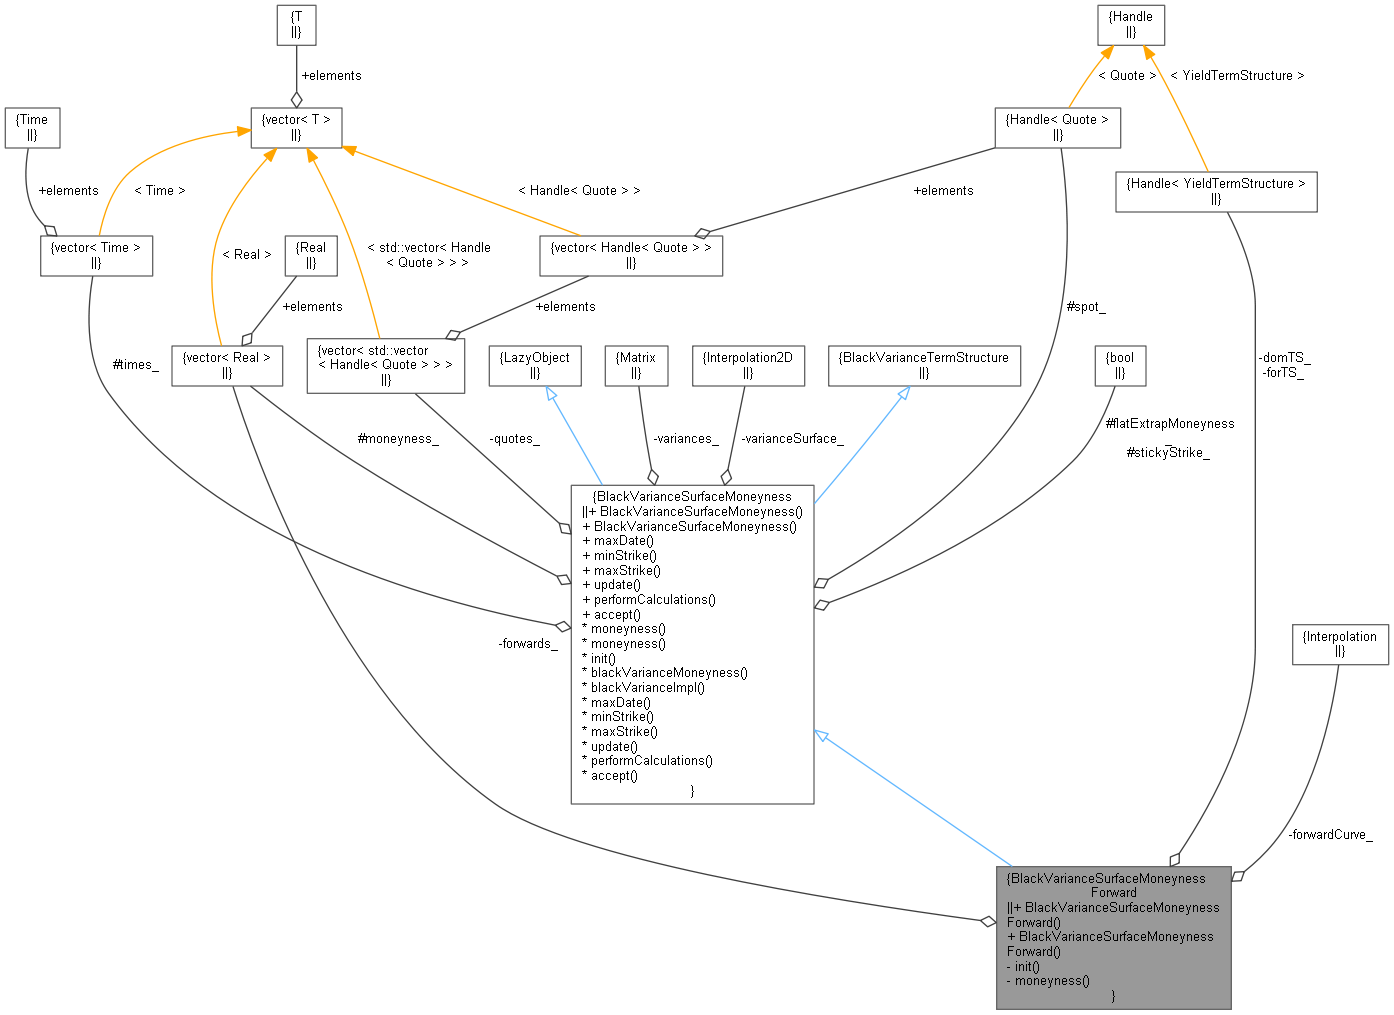 {T
||}
{Handle
||}
+elements
< Quote >
< YieldTermStructure >
{Time
||}
{vector< T >
||}
{Handle< Quote >
||}
+elements
< Time >
< Handle< Quote > >
+elements
{Handle< YieldTermStructure >
||}
{vector< Time >
||}
< Real >
{Real
||}
< std::vector< Handle
< Quote > > >
{vector< Handle< Quote > >
||}
+elements
+elements
#spot_
#times_
{vector< Real >
||}
{vector< std::vector
< Handle< Quote > > >
||}
{LazyObject
||}
{Matrix
||}
{Interpolation2D
||}
{BlackVarianceTermStructure
||}
{bool
||}
-domTS_
-forTS_
#moneyness_
-quotes_
-variances_
-varianceSurface_
#flatExtrapMoneyness
_
#stickyStrike_
{BlackVarianceSurfaceMoneyness
||+ BlackVarianceSurfaceMoneyness()
+ BlackVarianceSurfaceMoneyness()
+ maxDate()
+ minStrike()
+ maxStrike()
+ update()
+ performCalculations()
+ accept()
* moneyness()
* moneyness()
* init()
* blackVarianceMoneyness()
* blackVarianceImpl()
* maxDate()
* minStrike()
* maxStrike()
* update()
* performCalculations()
* accept()
}
-forwards_
{Interpolation
||}
-forwardCurve_
{BlackVarianceSurfaceMoneyness
Forward
||+ BlackVarianceSurfaceMoneyness
Forward()
+ BlackVarianceSurfaceMoneyness
Forward()
- init()
- moneyness()
}